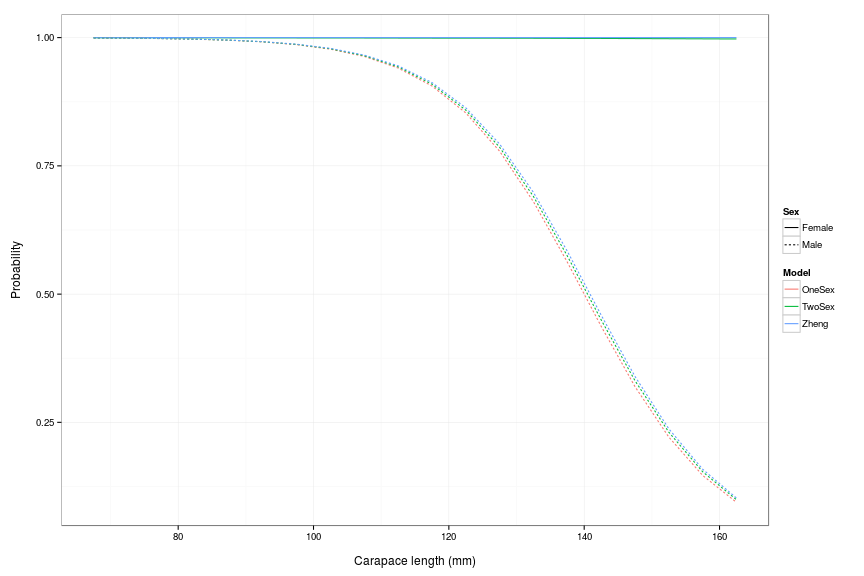 1.00
0.75
0.50
0.25
Probability
80
100
120
140
160
Carapace length (mm)
Sex
Female
Male
Model
OneSex
TwoSex
Zheng